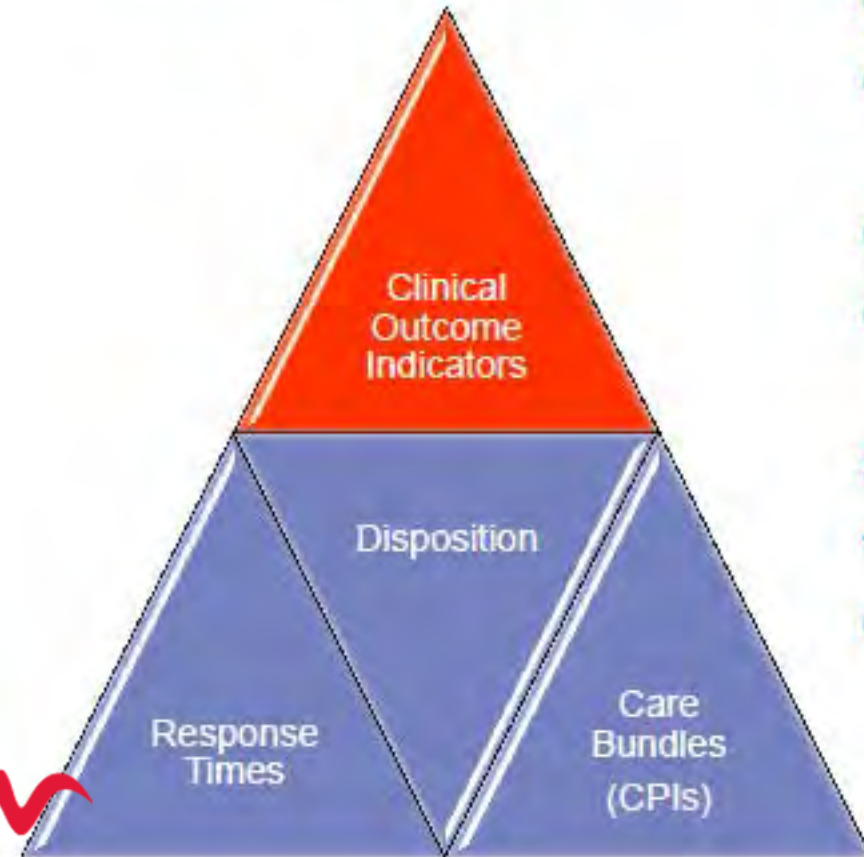 Clinical
Outcome
Indicators
Disposition
Response
Times
Care
Bundles
(CPIs)